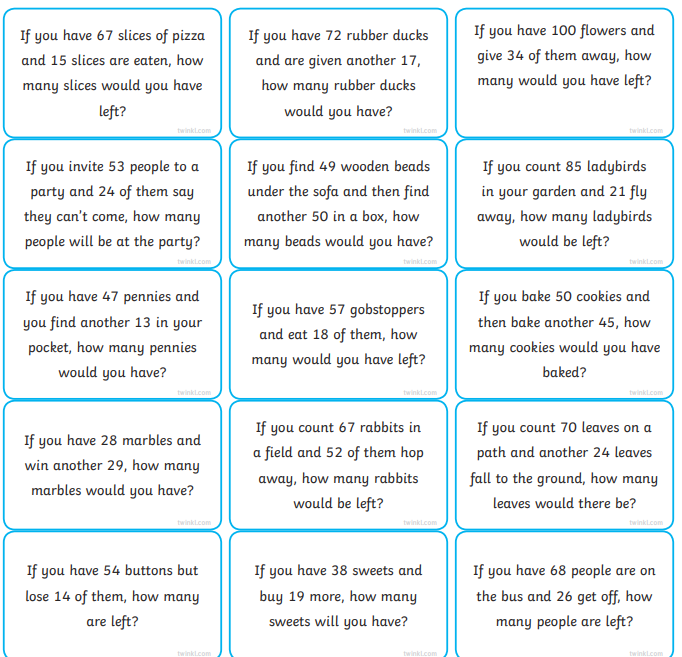 If you have 67 slices of pizza
and 15 slices are eaten, how
many slices would you have
left?
twinkl.com
If you have 72 rubber ducks
and are given another 17,
how many rubber ducks
would you have?
twinkl.com
If you have 100 flowers and
give 34 of them away, how
many would you have left?
twinkl.com
If you invite 53 people to a
party and 24 of them say
they can't come, how many
people will be at the party?
twinkl.com
If you find 49 wooden beads
under the sofa and then find
another 50 in a box, how
many beads would you have?
twinkl.com
If you count 85 ladybirds
in your garden and 21 fly
away, how many ladybirds
would be left?
twinkl.com
If you have 47 pennies and
you find another 13 in your
pocket, how many pennies
would you have?
twinkl.com
If you have 57 gobstoppers
and eat 18 of them, how
many would you have left?
twinkl.com
If you bake 50 cookies and
then bake another 45, how
many cookies would you have
baked?
twinkl.com
If you have 28 marbles and
win another 29, how many
marbles would you have?
twinkl.com
If you count 67 rabbits in
a field and 52 of them hop
away, how many rabbits
would be left?
twinkl.com
If you count 70 leaves on a
path and another 24 leaves
fall to the ground, how many
leaves would there be?
twinkl.com
If you have 54 buttons but
lose 14 of them, how many
are left?
twinkl.com
If you have 38 sweets and
buy 19 more, how many
sweets will you have?
twinkl.com
If you have 68 people are on
the bus and 26 get off, how
many people are left?
twinkl.com